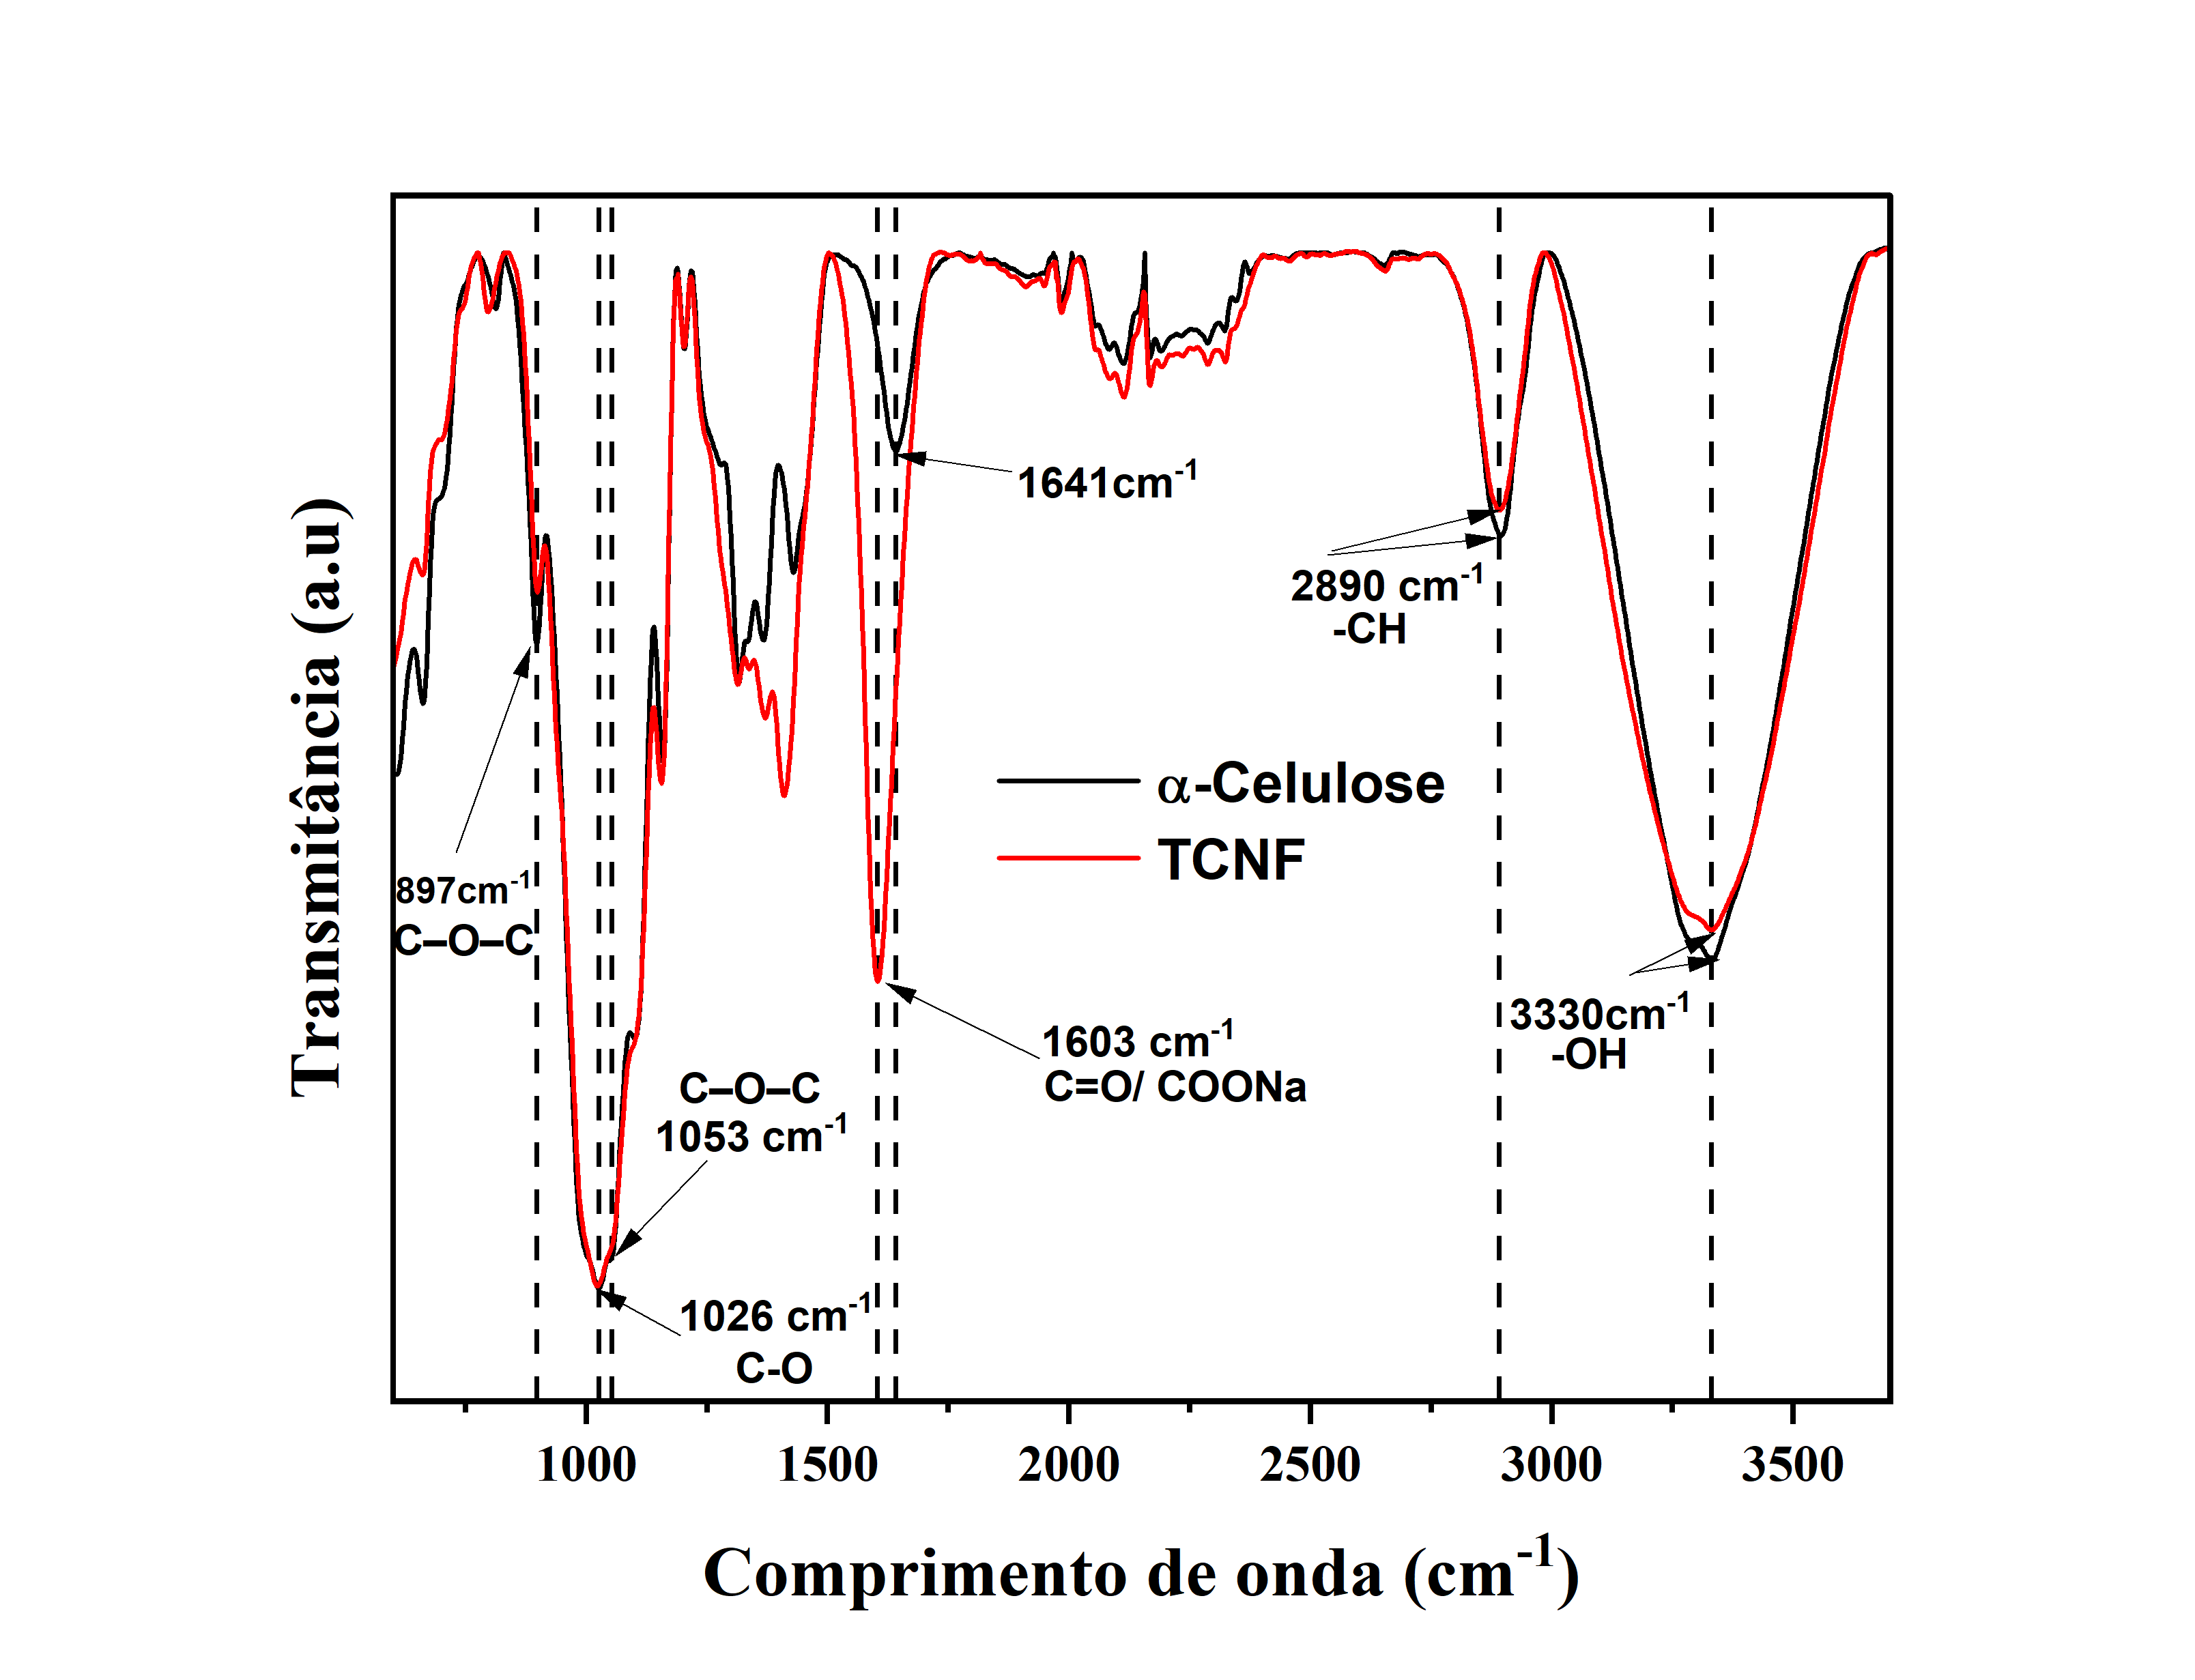 Transmitância (a.u)
1641cm⁻¹
2890 cm⁻¹
-CH
α-Celulose
TCNF
897cm⁻¹
C–O–C
3330cm⁻¹
-OH
1603 cm⁻¹
C=O/ COONa
C–O–C
1053 cm⁻¹
1026 cm⁻¹
C-O
1000 1500 2000 2500 3000 3500
Comprimento de onda (cm⁻¹)